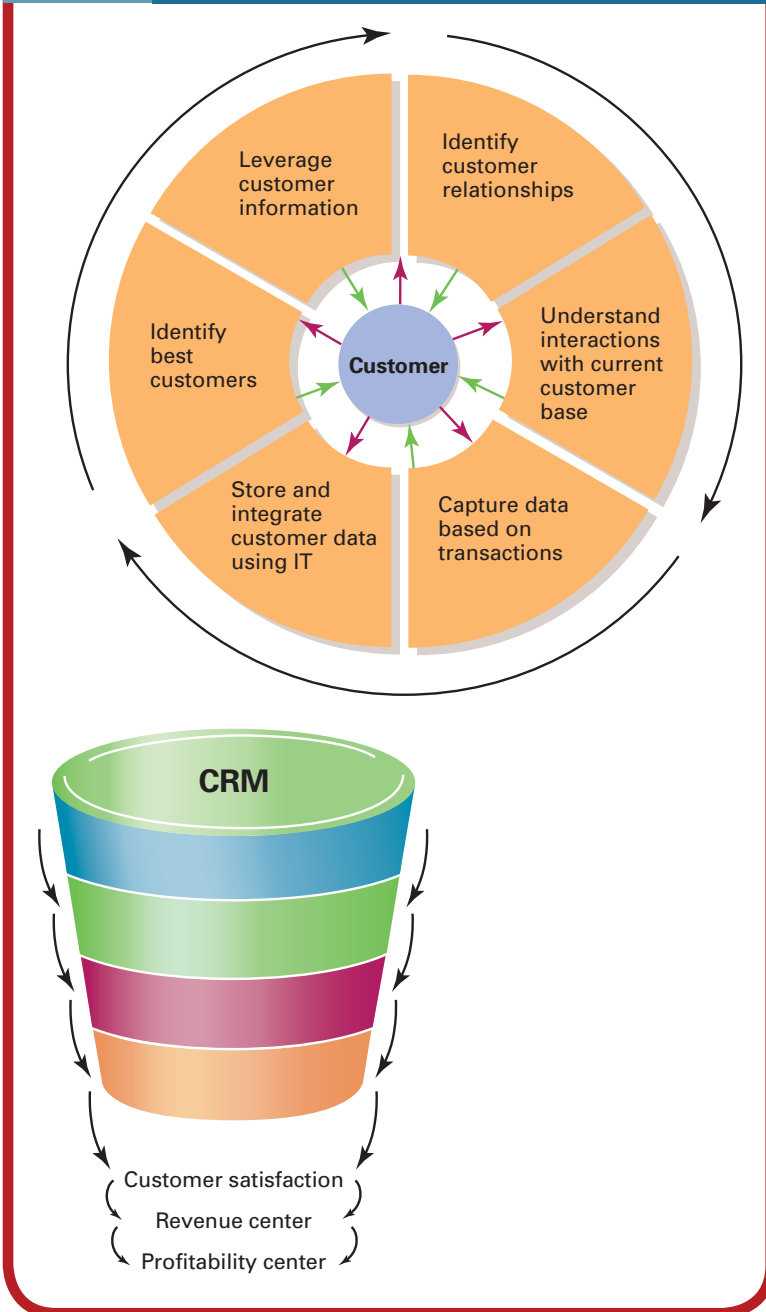 Identify
customer
relationships
Understand
interactions
with current
customer
base
Capture data
based on
transactions
Store and
integrate
customer data
using IT
Identify
best
customers
Leverage
customer
information
Customer
CRM
Customer satisfaction
Revenue center
Profitability center